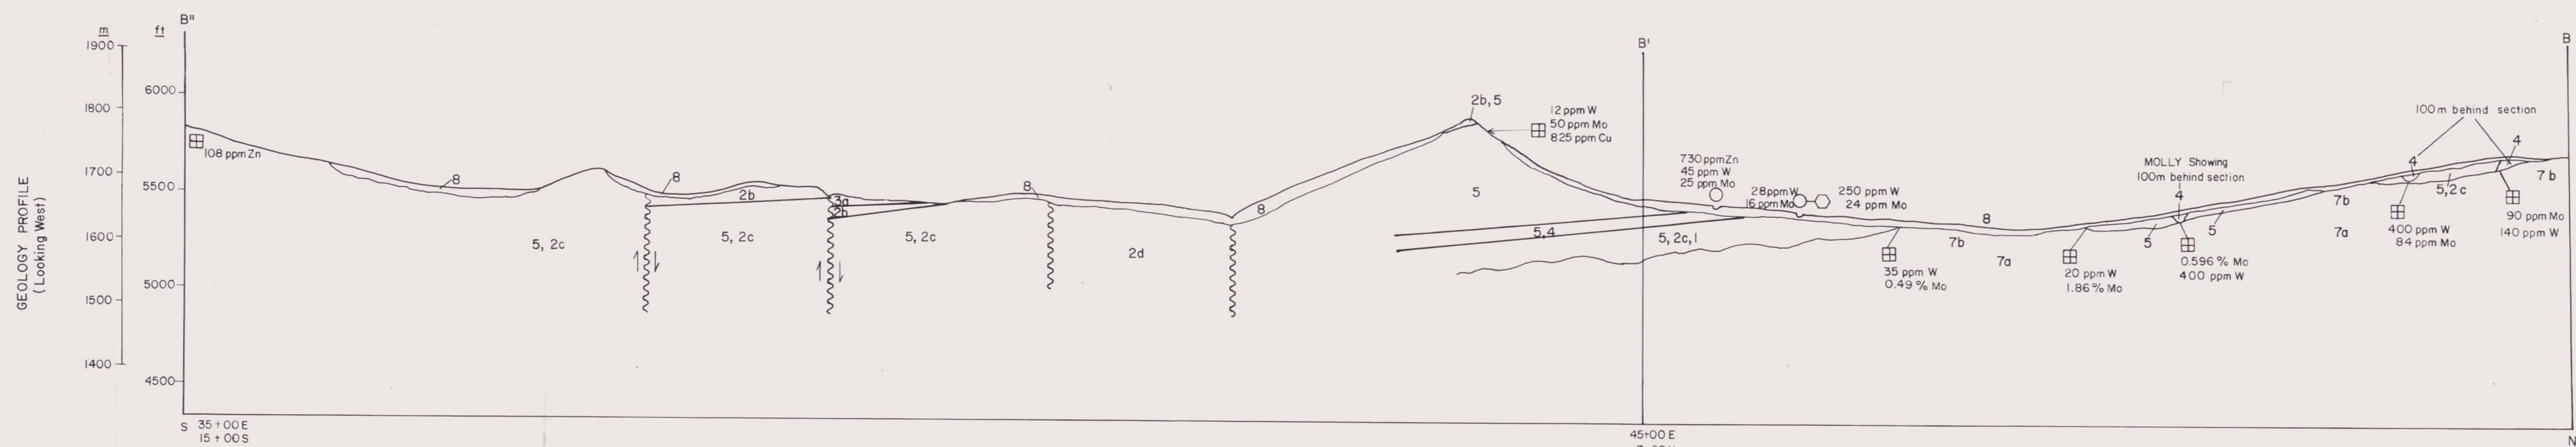 GEOLOGY PROFILE
(Looking West)
m
ft
1900
1800
1700
1600
1500
1400
6000
5500
5000
4500
B"
108 ppm Zn
8
8
2b
3a
2b
8
5, 2c
5, 2c
5, 2c
2d
8
2b, 5
12 ppm W
50 ppm Mo
825 ppm Cu
5
5,4
B'
5, 2c, 1
730 ppm Zn
45 ppm W
25 ppm Mo
28 ppm W
16 ppm Mo
250 ppm W
24 ppm Mo
8
7b
7a
35 ppm W
0.49 % Mo
20 ppm W
1.86 % Mo
MOLLY Showing
100m behind section
4
5
5
0.596 % Mo
400 ppm W
7b
7a
100m behind section
4
4
5,2c
7b
400 ppm W
84 ppm Mo
90 ppm Mo
140 ppm W
B
S
35+00 E
15+00 S
45+00 E
N